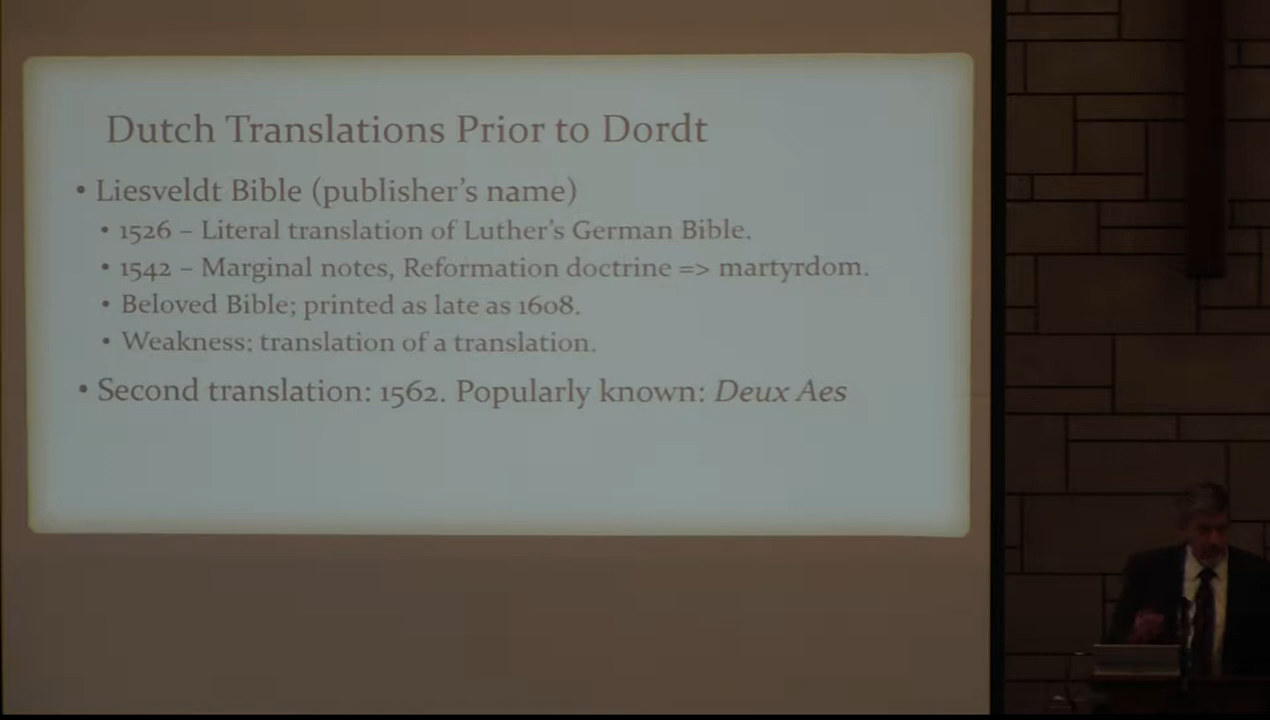 Dutch Translations Prior to Dordt
• Liesveldt Bible (publisher's name)
• 1526 – Literal translation of Luther's German Bible.
• 1542 – Marginal notes, Reformation doctrine => martyrdom.
• Beloved Bible; printed as late as 1608.
• Weakness: translation of a translation.
• Second translation: 1562. Popularly known: Deux Aes